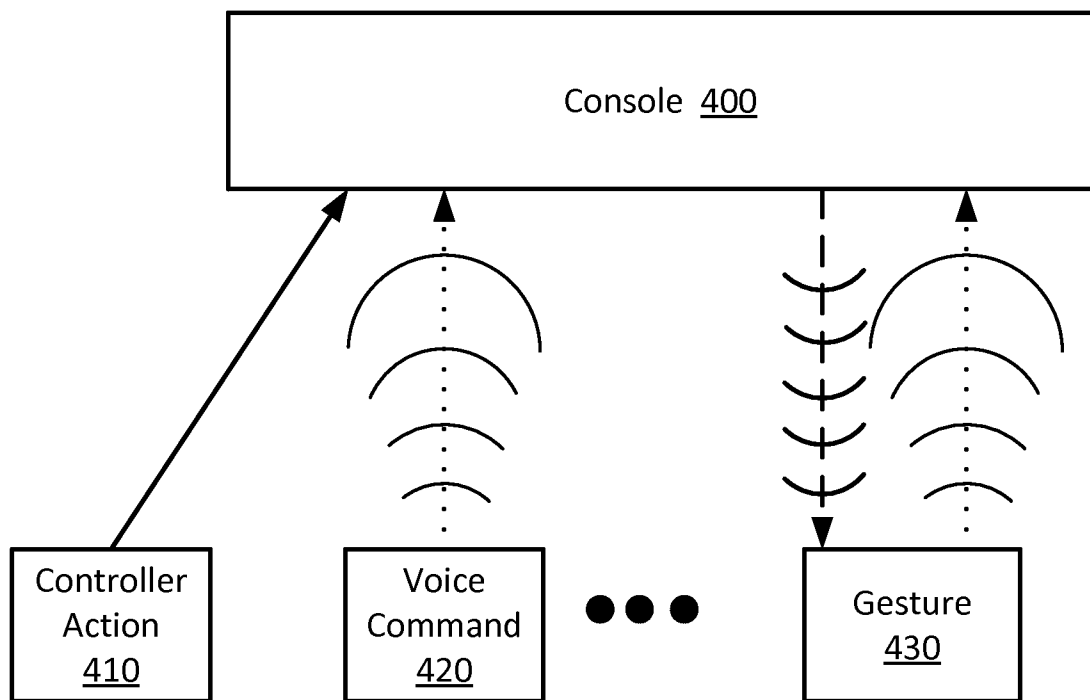 Console 400
Controller
Action
410
Voice
Command
420
Gesture
430